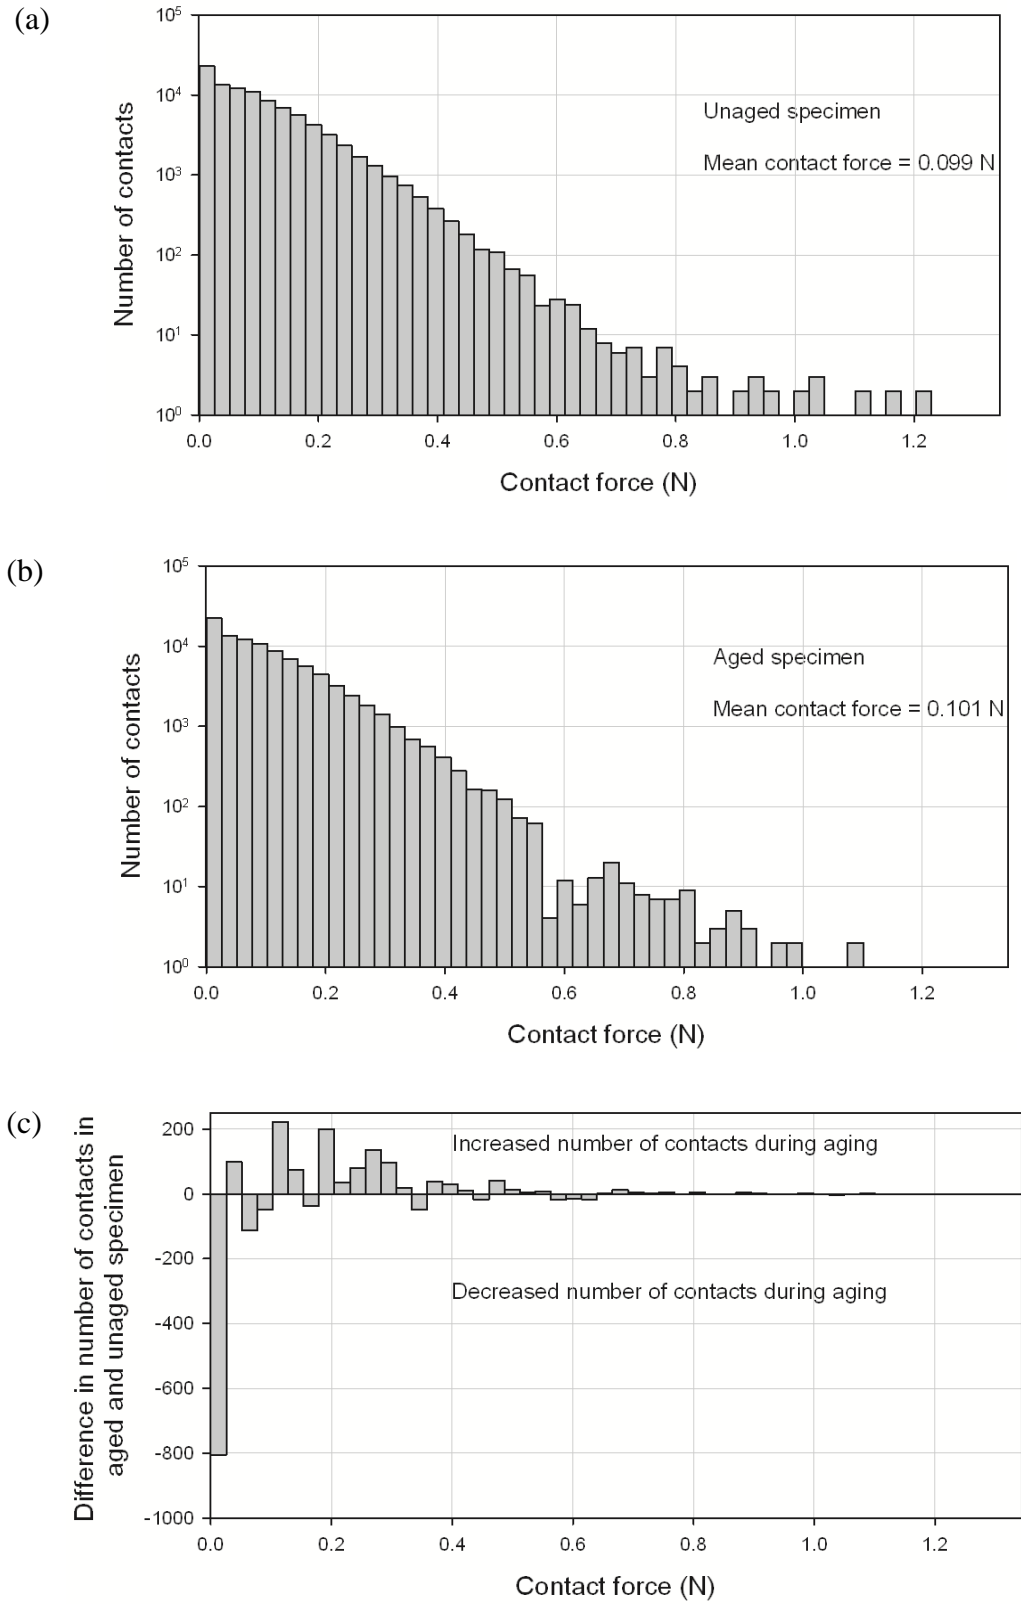 (a)
10⁵
10⁴
10³
10²
10¹
10⁰
Number of contacts
Unaged specimen
Mean contact force = 0.099 N
0.0 0.2 0.4 0.6 0.8 1.0 1.2
Contact force (N)
(b)
10⁵
10⁴
10³
10²
10¹
10⁰
Number of contacts
Aged specimen
Mean contact force = 0.101 N
0.0 0.2 0.4 0.6 0.8 1.0 1.2
Contact force (N)
(c)
Difference in number of contacts in
aged and unaged specimen
200
0
-200
-400
-600
-800
-1000
Increased number of contacts during aging
Decreased number of contacts during aging
0.0 0.2 0.4 0.6 0.8 1.0 1.2
Contact force (N)